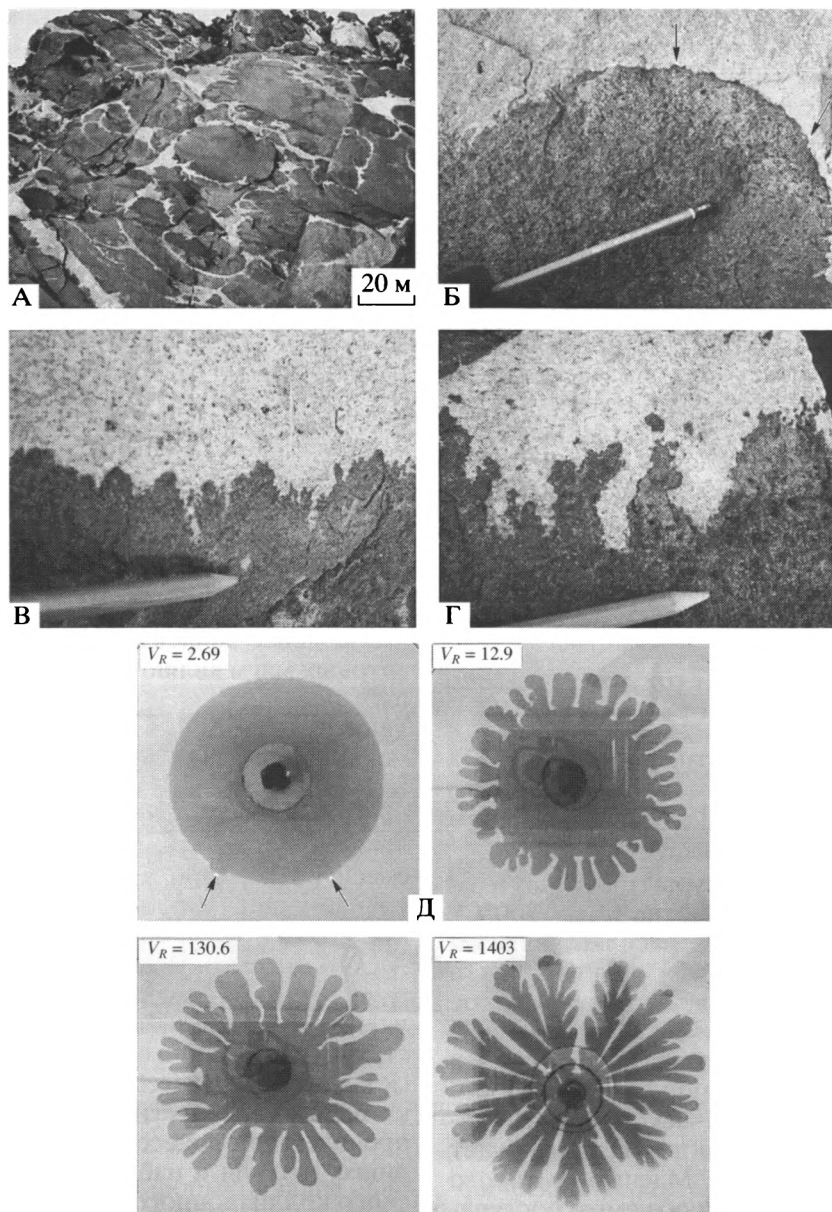 А
20 м
Б
В
Г
V_R = 2.69
V_R = 12.9
Д
V_R = 130.6
V_R = 1403